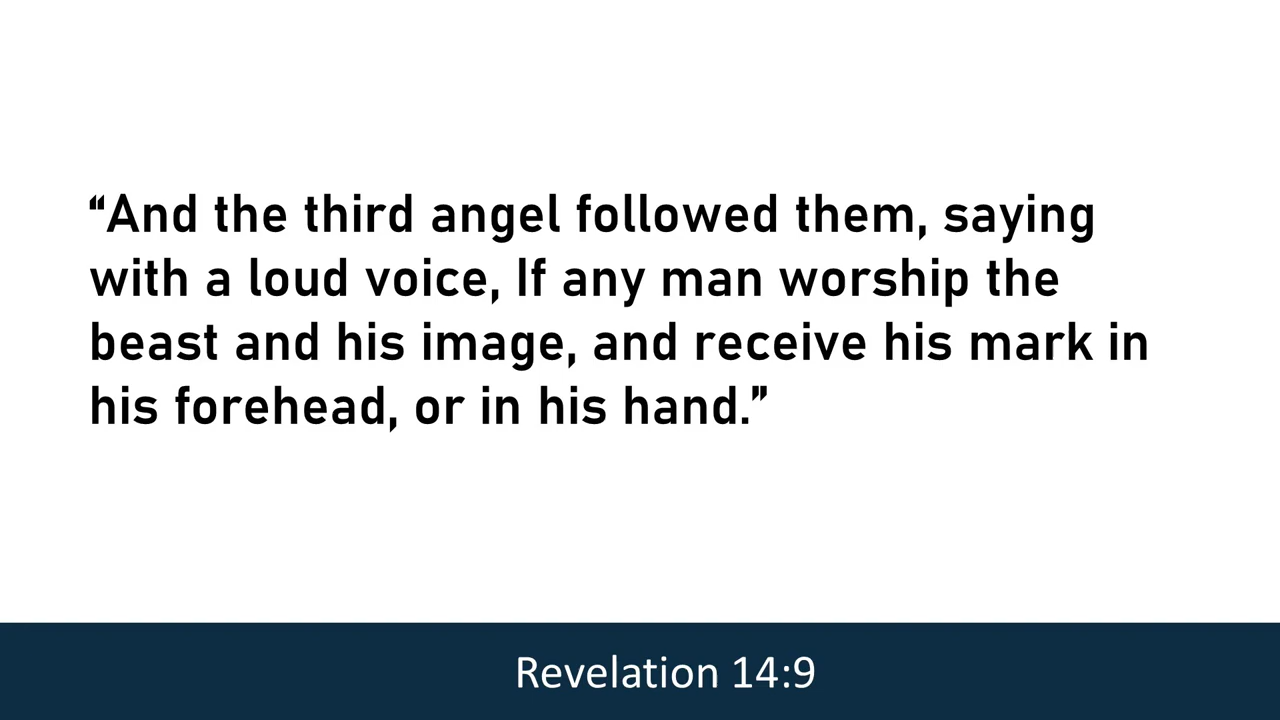 “And the third angel followed them, saying
with a loud voice, If any man worship the
beast and his image, and receive his mark in
his forehead, or in his hand.”
Revelation 14:9